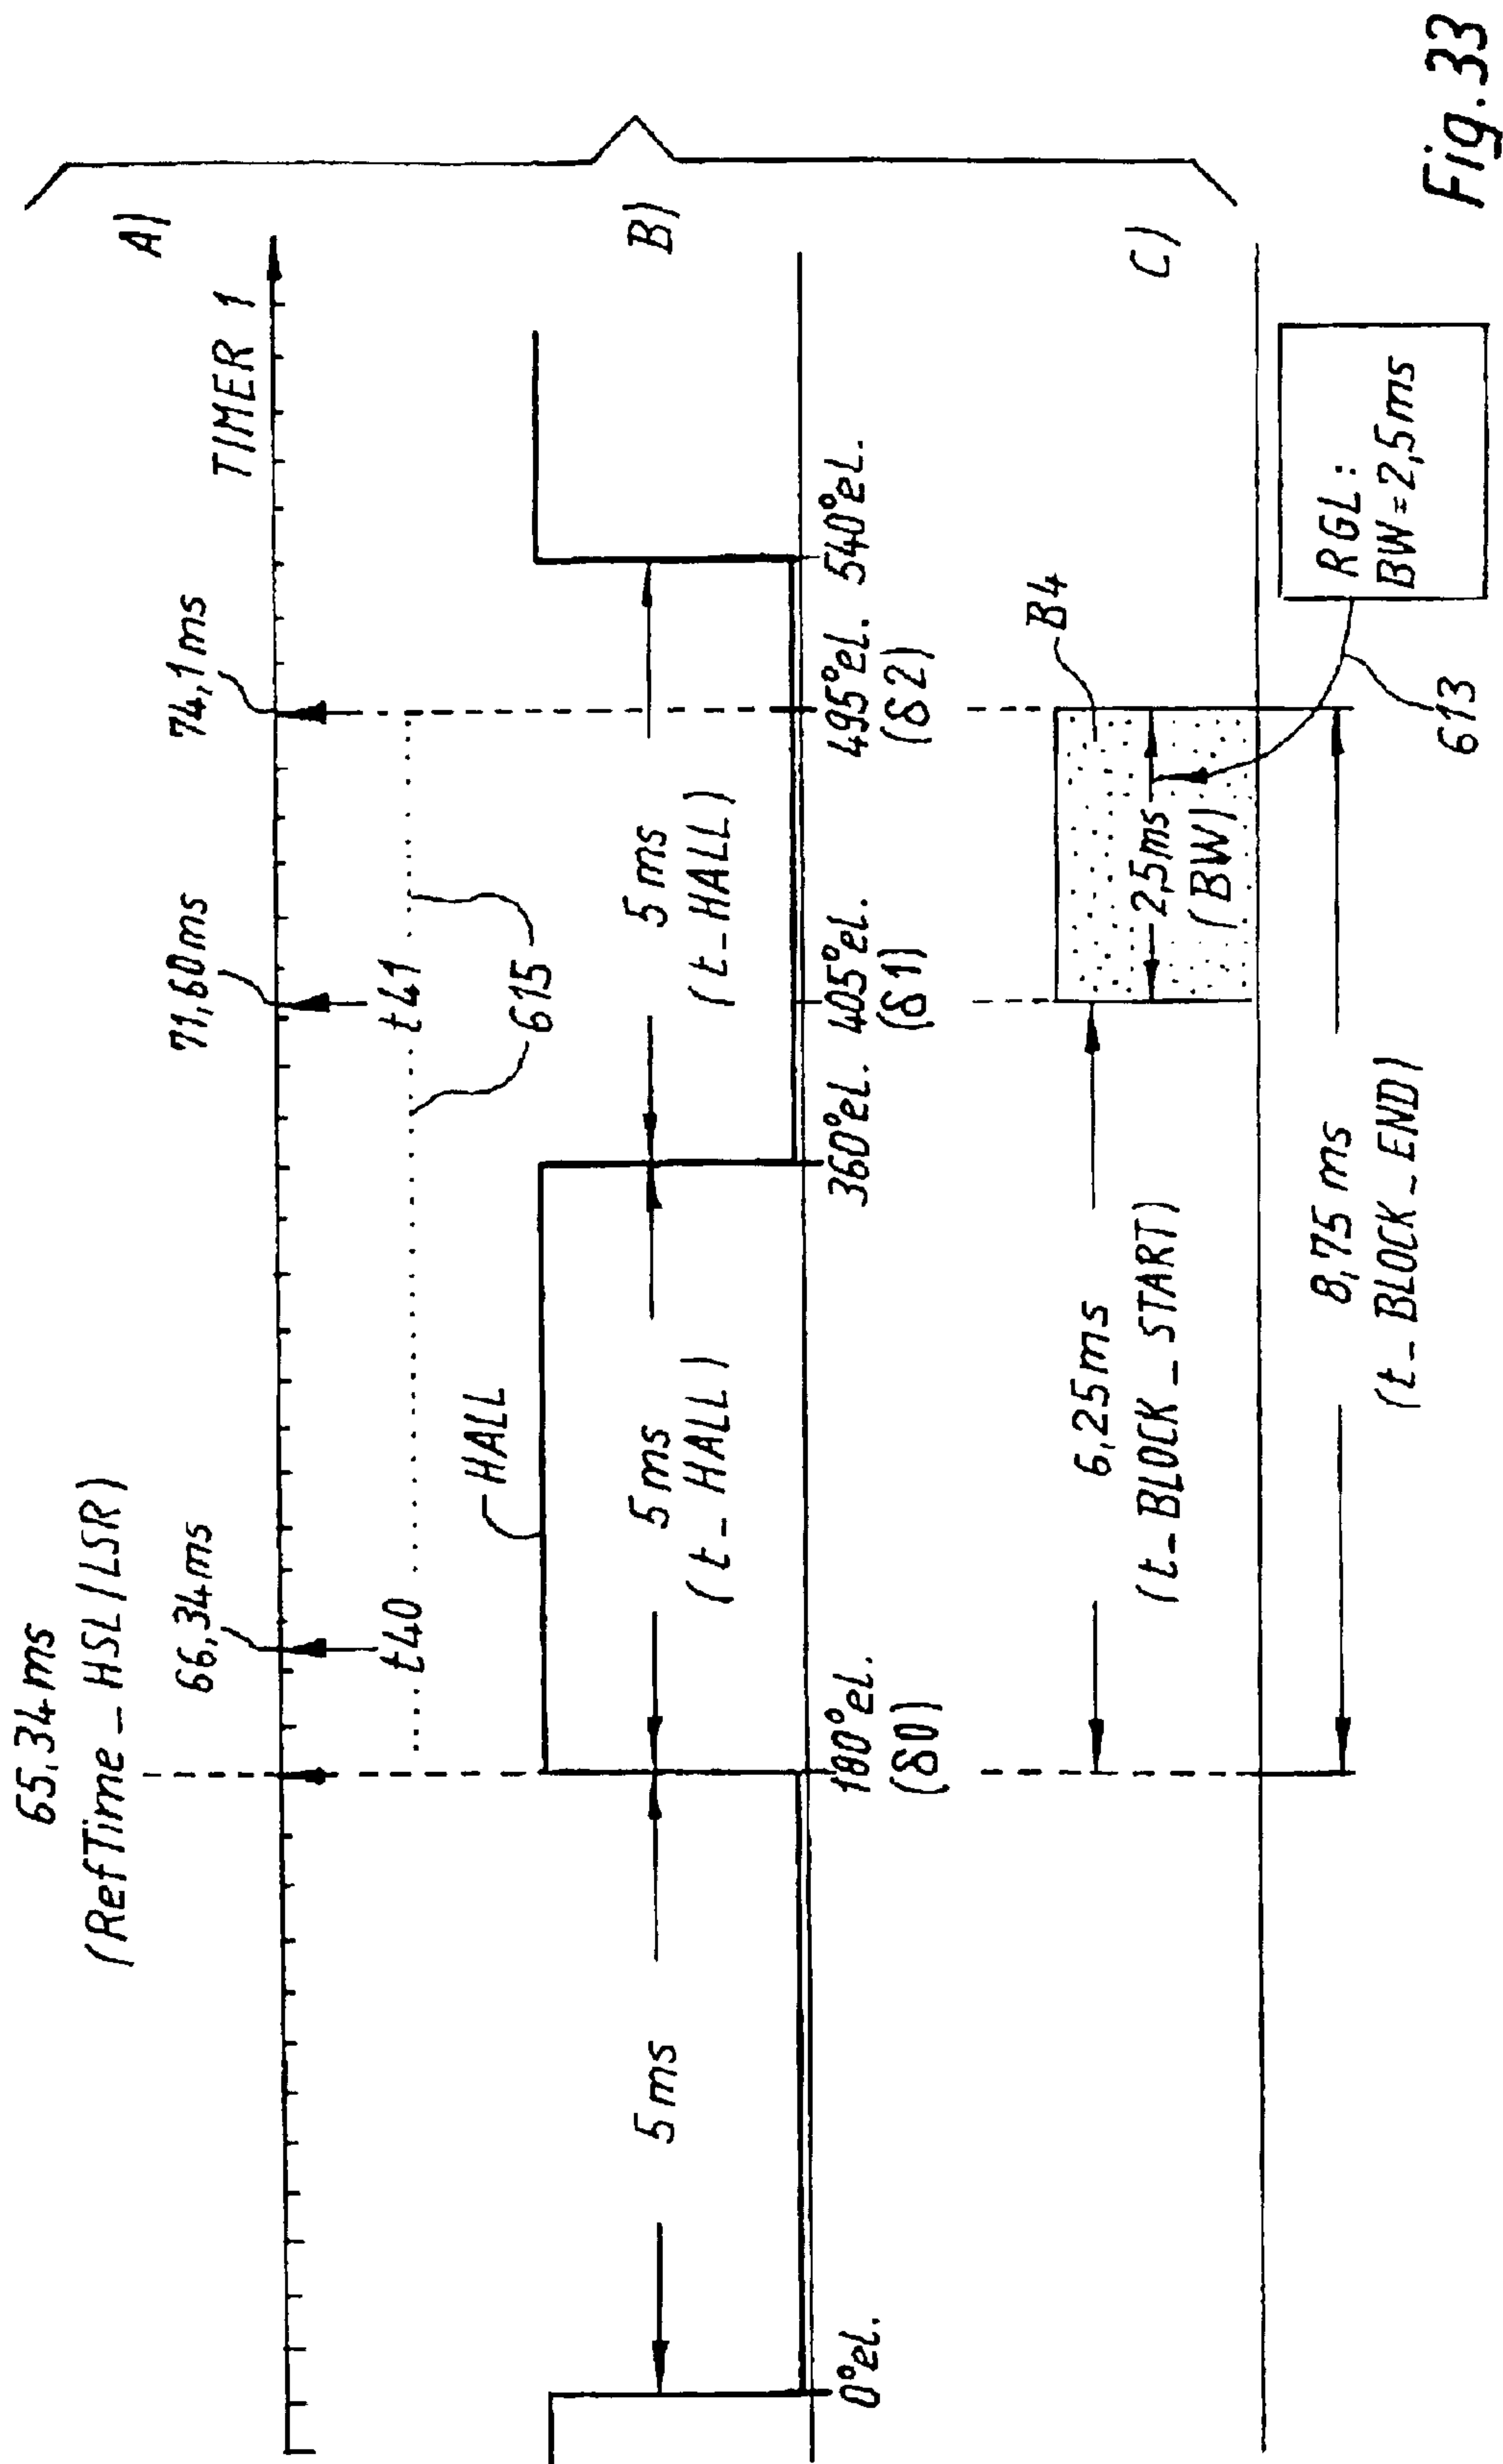 65,34ms
(RefTime_HSL/LSR)
66,34ms
71,60ms
74,1ms
TIMER 1
A)
t40
t41
615
HALL
5ms
5ms
(t_HALL)
5ms
(t_HALL)
B)
0°el.
180°el.
(δ0)
360°el.
405°el.
(δ1)
495°el.
(δ2)
540°el.
B4
C)
6,25ms
(t_BLOCK_START)
2,5ms
(BW)
8,75ms
(t_BLOCK_END)
RGL:
BW=2,5ms
613
Fig.33